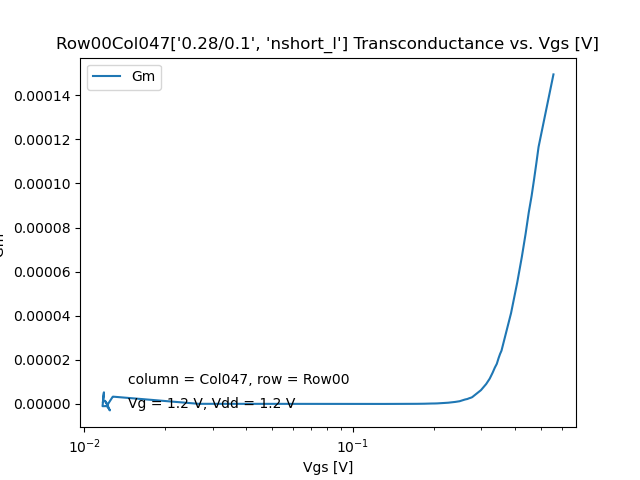 Row00Col047['0.28/0.1', 'nshort_l'] Transconductance vs. Vgs [V]
Gm
0.00014
0.00012
0.00010
0.00008
0.00006
0.00004
0.00002
0.00000
column = Col047, row = Row00
Vg = 1.2 V, Vdd = 1.2 V
10⁻²
10⁻¹
Vgs [V]